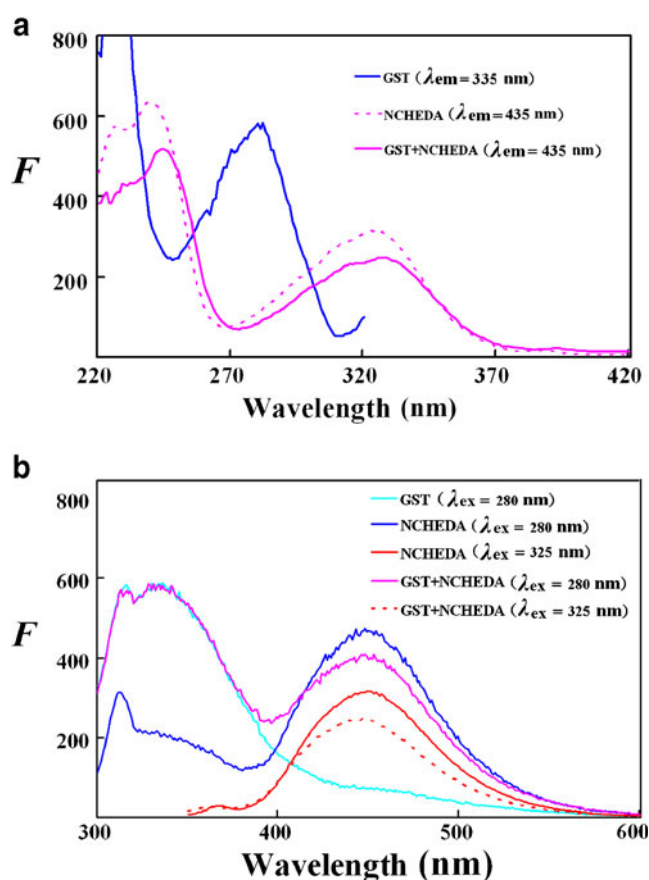 a
F
800
600
400
200
GST (λem = 335 nm)
NCHEDA (λem = 435 nm)
GST+NCHEDA (λem = 435 nm)
220 270 320 370 420
Wavelength (nm)
b
F
800
600
400
200
GST (λex = 280 nm)
NCHEDA (λex = 280 nm)
NCHEDA (λex = 325 nm)
GST+NCHEDA (λex = 280 nm)
GST+NCHEDA (λex = 325 nm)
300 400 500 600
Wavelength (nm)